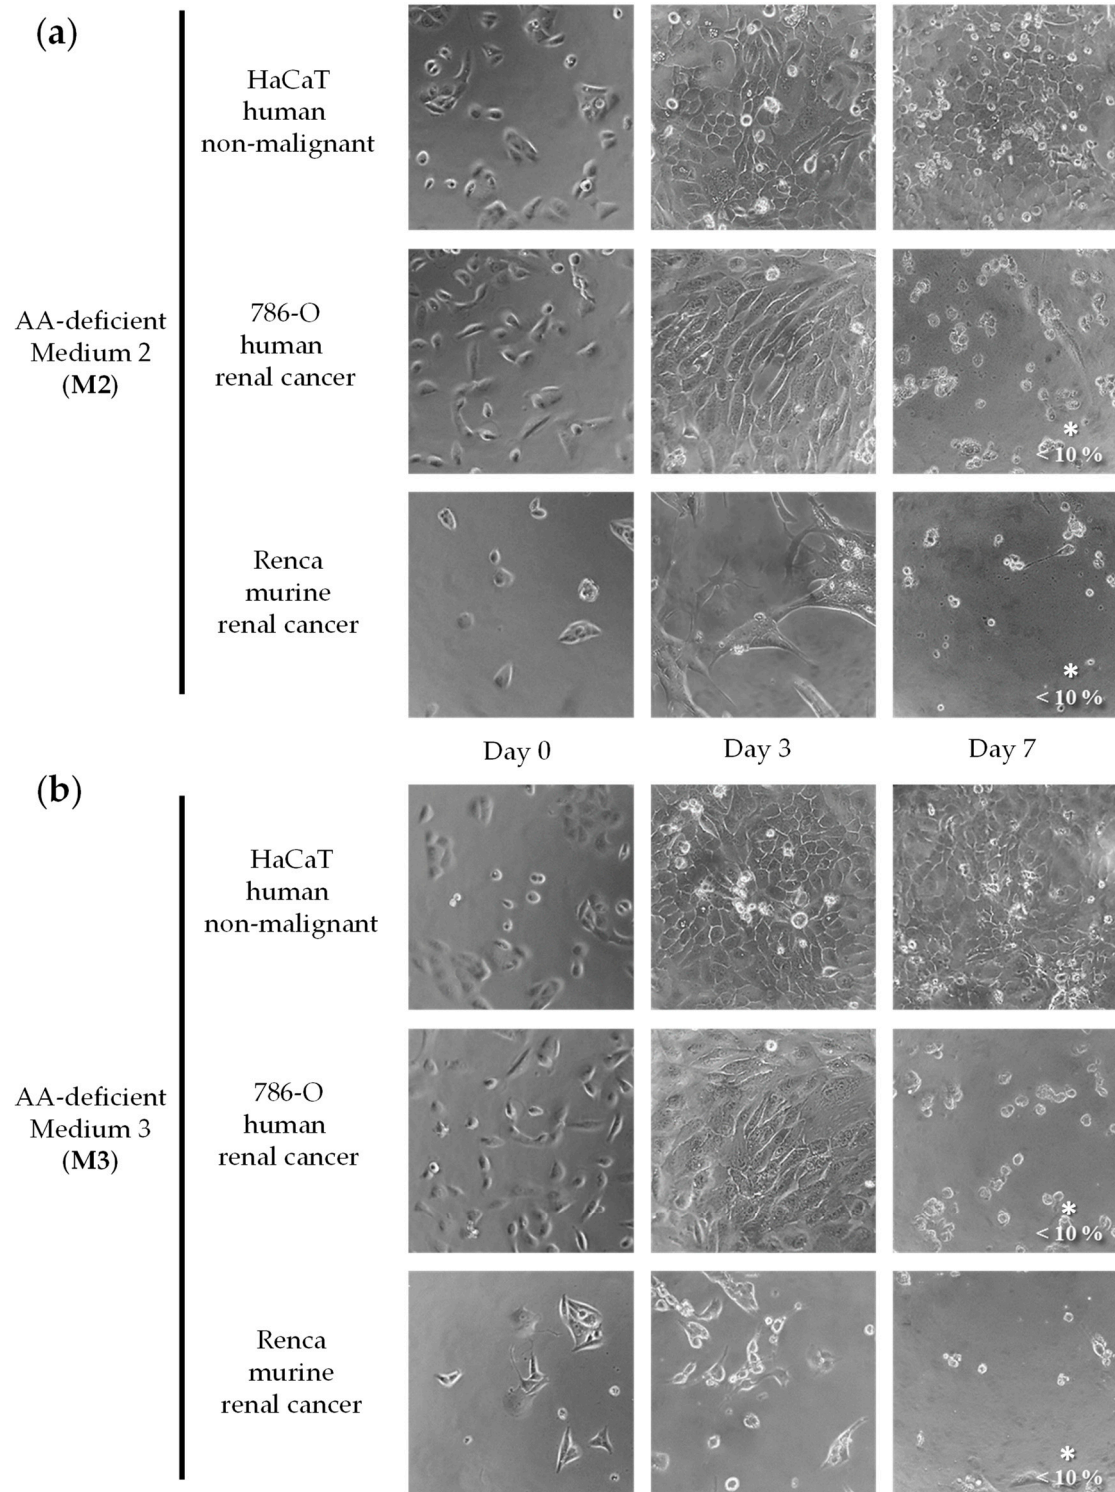 (a)
HaCaT
human
non-malignant
AA-deficient
Medium 2
(M2)
786-O
human
renal cancer
*
< 10 %
Renca
murine
renal cancer
*
< 10 %
Day 0
Day 3
Day 7
(b)
HaCaT
human
non-malignant
AA-deficient
Medium 3
(M3)
786-O
human
renal cancer
*
< 10 %
Renca
murine
renal cancer
*
< 10 %